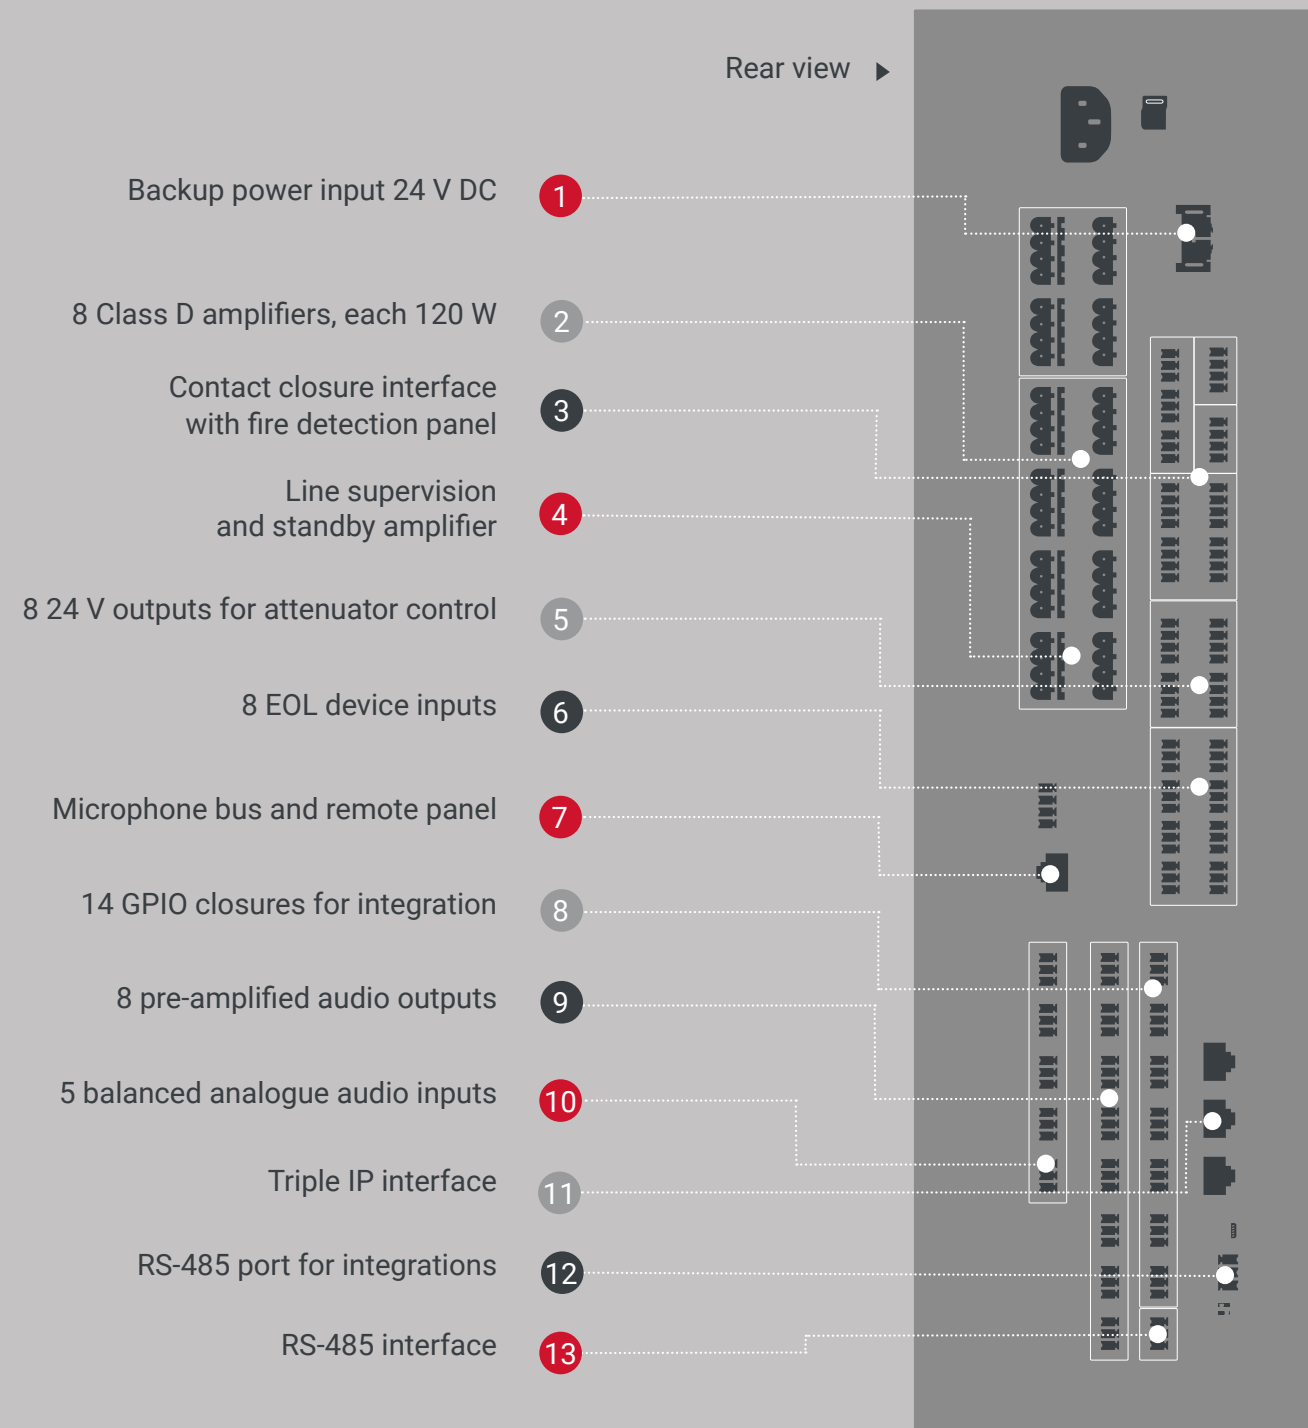 Rear view
Backup power input 24 V DC
1
8 Class D amplifiers, each 120 W
2
Contact closure interface
with fire detection panel
3
Line supervision
and standby amplifier
4
8 24 V outputs for attenuator control
5
8 EOL device inputs
6
Microphone bus and remote panel
7
14 GPIO closures for integration
8
8 pre-amplified audio outputs
9
5 balanced analogue audio inputs
10
Triple IP interface
11
RS-485 port for integrations
12
RS-485 interface
13